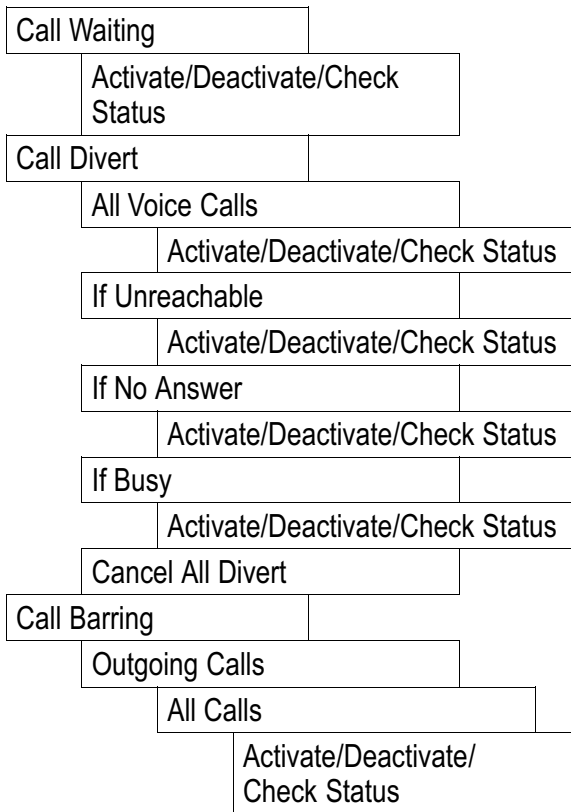 Call Waiting
Activate/Deactivate/Check
Status
Call Divert
All Voice Calls
Activate/Deactivate/Check Status
If Unreachable
Activate/Deactivate/Check Status
If No Answer
Activate/Deactivate/Check Status
If Busy
Activate/Deactivate/Check Status
Cancel All Divert
Call Barring
Outgoing Calls
All Calls
Activate/Deactivate/
Check Status